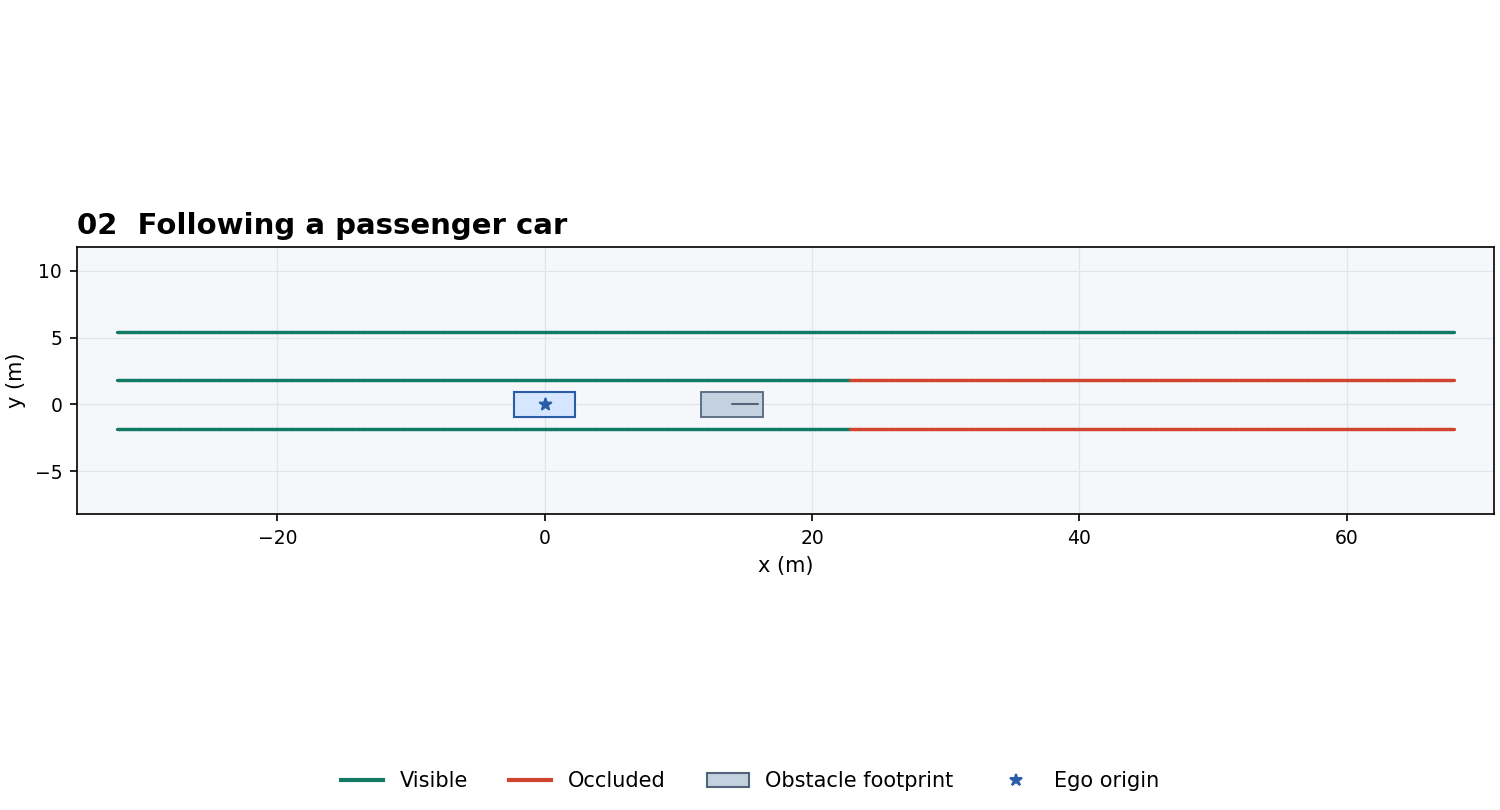 02  Following a passenger car
10
5
0
−5
y (m)
−20
0
20
40
60
x (m)
Visible
Occluded
Obstacle footprint
Ego origin